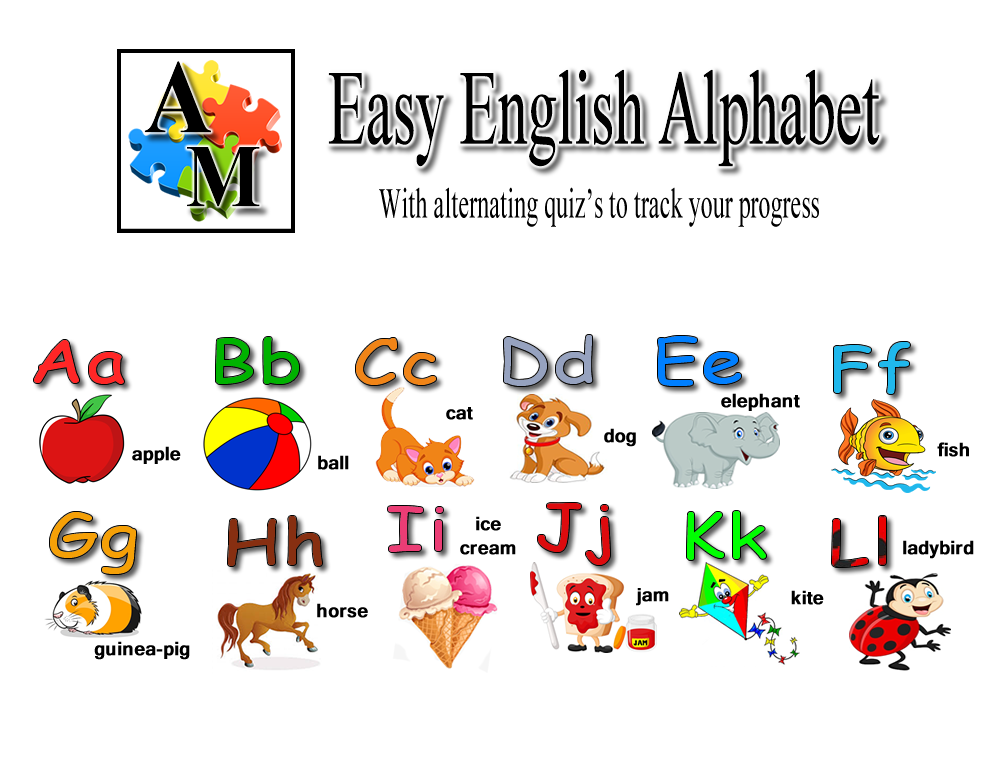 A
M
Easy English Alphabet
With alternating quiz’s to track your progress
Aa
apple
Bb
ball
Cc
cat
Dd
dog
Ee
elephant
Ff
fish
Gg
guinea-pig
Hh
horse
Ii
ice
cream
Jj
jam
JAM
Kk
kite
Ll
ladybird